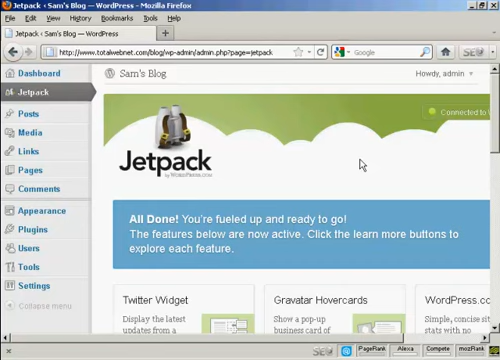 Jetpack ‹ Sam's Blog — WordPress - Mozilla Firefox
File Edit View History Bookmarks Tools Help
Jetpack ‹ Sam's Blog — WordPress
http://www.totalwebnet.com/blog/wp-admin/admin.php?page=jetpack
Google
SEO
Sam's Blog
Howdy, admin
Dashboard
Jetpack
Posts
Media
Links
Pages
Comments
Appearance
Plugins
Users
Tools
Settings
Collapse menu
Connected to
Jetpack
by WORDPRESS.COM
All Done! You're fueled up and ready to go!
The features below are now active. Click the learn more buttons to
explore each feature.
Twitter Widget
Display the latest
updates from a
Gravatar Hovercards
Show a pop-up
business card of
WordPress.com
Simple, concise
stats with no
SEO
PageRank
Alexa
Compete
mozRank